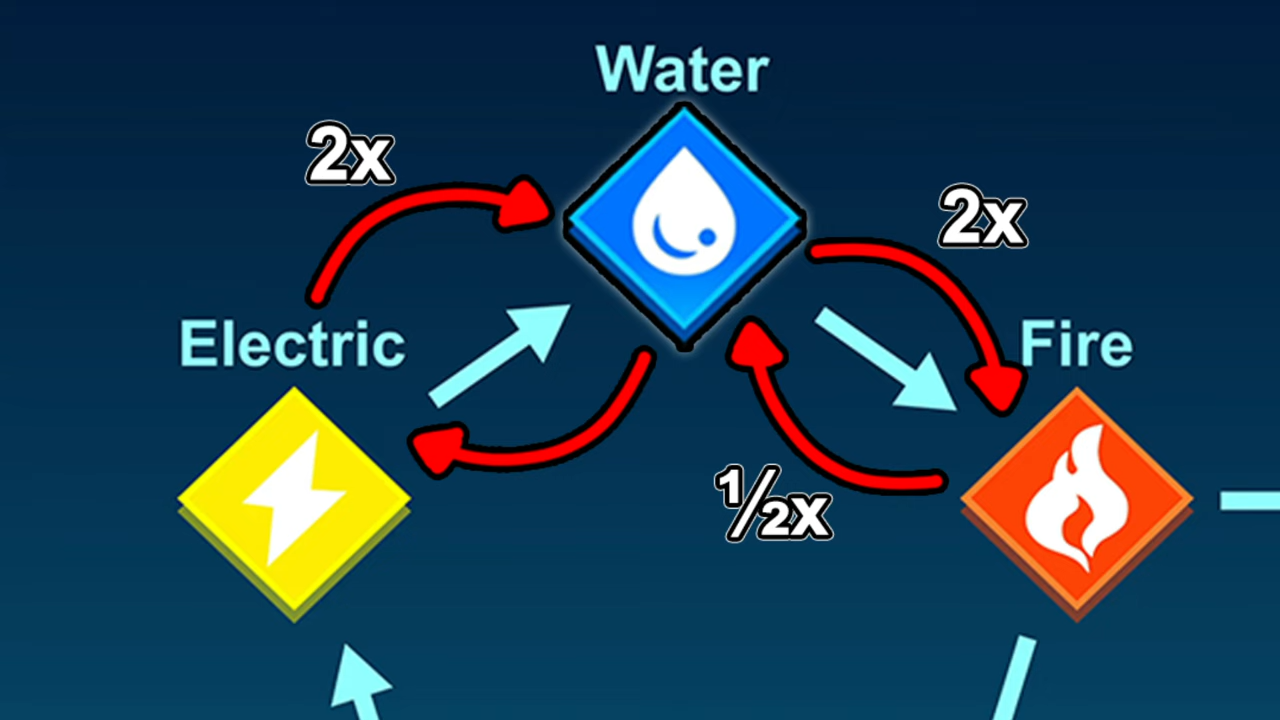 Water
2x
2x
Electric
Fire
½x